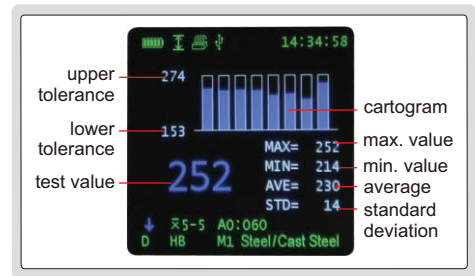 14:34:58
upper
tolerance
274
cartogram
lower
tolerance
153
MAX= 252
max. value
MIN= 214
min. value
test value
252
AVE= 230
average
STD= 14
standard
deviation
x̅5-5 A0:060
D HB M1 Steel/Cast Steel